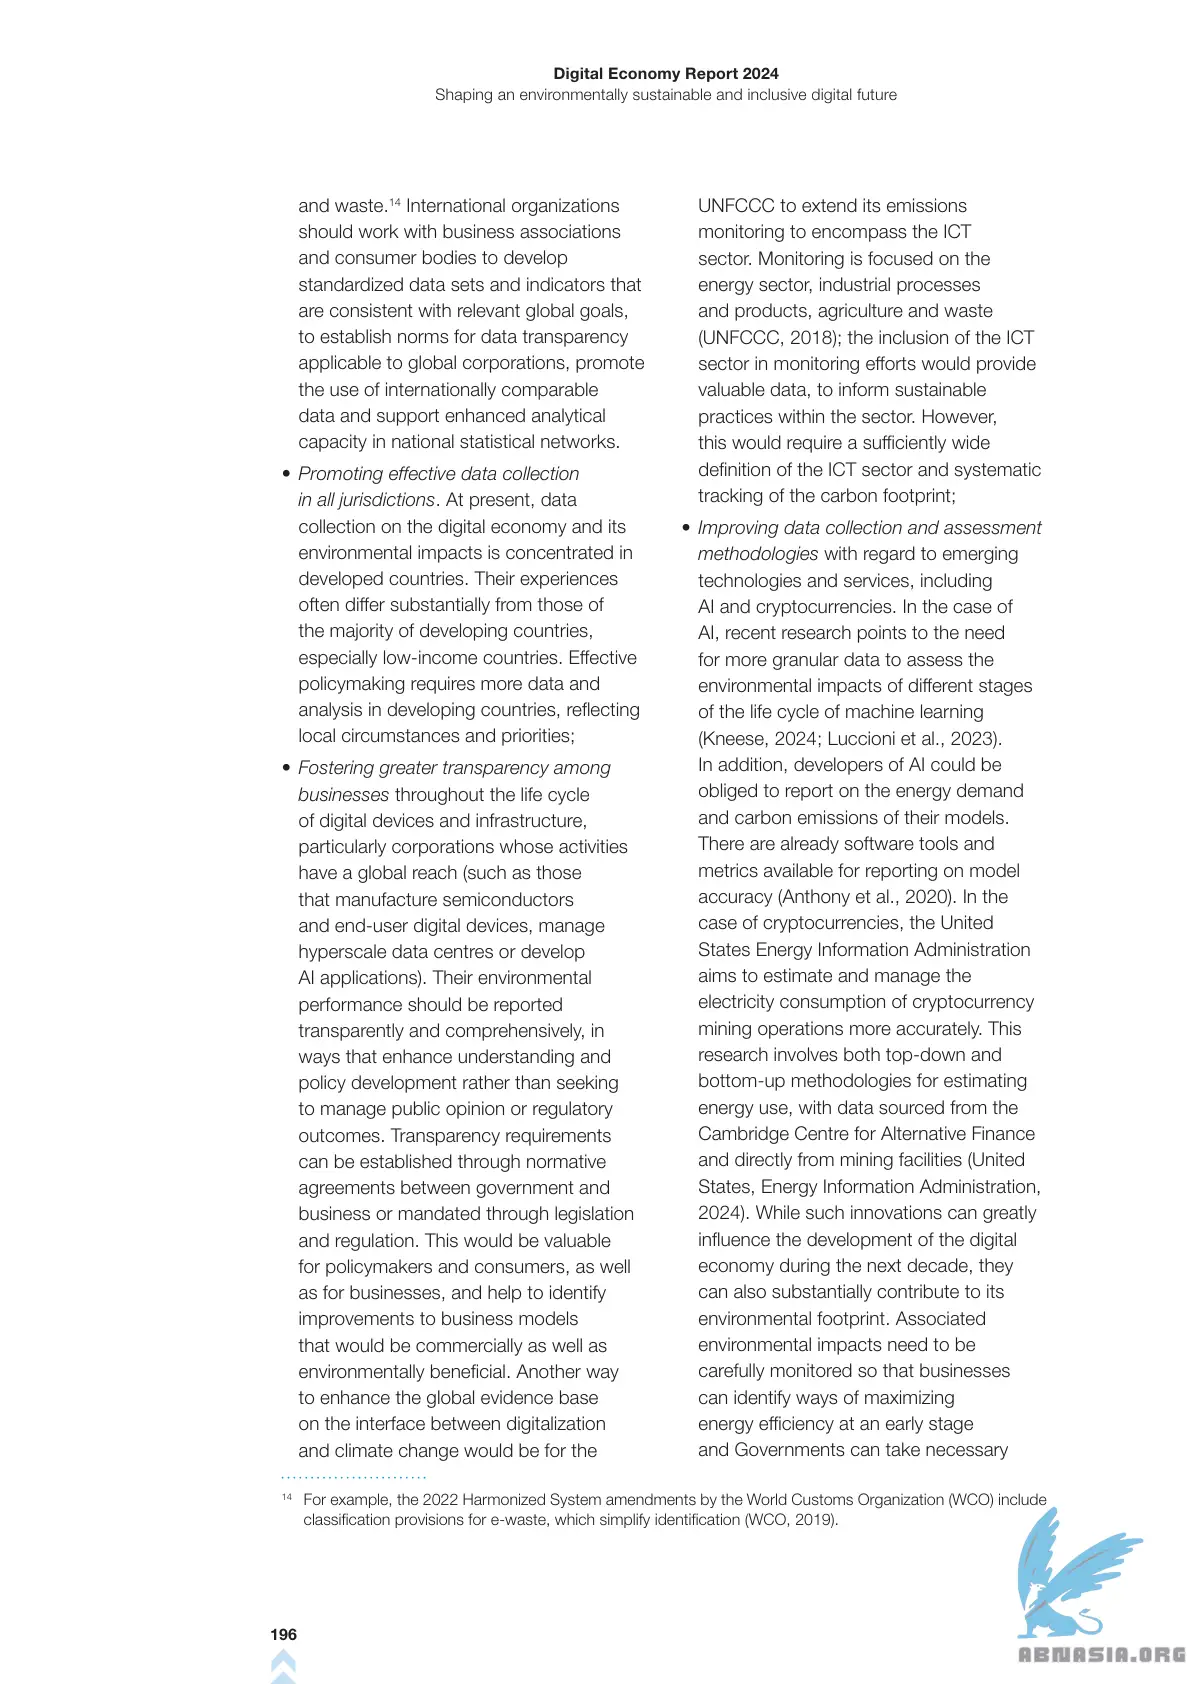 Digital Economy Report 2024
Shaping an environmentally sustainable and inclusive digital future
and waste.14 International organizations
should work with business associations
and consumer bodies to develop
standardized data sets and indicators that
are consistent with relevant global goals,
to establish norms for data transparency
applicable to global corporations, promote
the use of internationally comparable
data and support enhanced analytical
capacity in national statistical networks.
• Promoting effective data collection
in all jurisdictions. At present, data
collection on the digital economy and its
environmental impacts is concentrated in
developed countries. Their experiences
often differ substantially from those of
the majority of developing countries,
especially low-income countries. Effective
policymaking requires more data and
analysis in developing countries, reflecting
local circumstances and priorities;
• Fostering greater transparency among
businesses throughout the life cycle
of digital devices and infrastructure,
particularly corporations whose activities
have a global reach (such as those
that manufacture semiconductors
and end-user digital devices, manage
hyperscale data centres or develop
AI applications). Their environmental
performance should be reported
transparently and comprehensively, in
ways that enhance understanding and
policy development rather than seeking
to manage public opinion or regulatory
outcomes. Transparency requirements
can be established through normative
agreements between government and
business or mandated through legislation
and regulation. This would be valuable
for policymakers and consumers, as well
as for businesses, and help to identify
improvements to business models
that would be commercially as well as
environmentally beneficial. Another way
to enhance the global evidence base
on the interface between digitalization
and climate change would be for the
UNFCCC to extend its emissions
monitoring to encompass the ICT
sector. Monitoring is focused on the
energy sector, industrial processes
and products, agriculture and waste
(UNFCCC, 2018); the inclusion of the ICT
sector in monitoring efforts would provide
valuable data, to inform sustainable
practices within the sector. However,
this would require a sufficiently wide
definition of the ICT sector and systematic
tracking of the carbon footprint;
• Improving data collection and assessment
methodologies with regard to emerging
technologies and services, including
AI and cryptocurrencies. In the case of
AI, recent research points to the need
for more granular data to assess the
environmental impacts of different stages
of the life cycle of machine learning
(Kneese, 2024; Luccioni et al., 2023).
In addition, developers of AI could be
obliged to report on the energy demand
and carbon emissions of their models.
There are already software tools and
metrics available for reporting on model
accuracy (Anthony et al., 2020). In the
case of cryptocurrencies, the United
States Energy Information Administration
aims to estimate and manage the
electricity consumption of cryptocurrency
mining operations more accurately. This
research involves both top-down and
bottom-up methodologies for estimating
energy use, with data sourced from the
Cambridge Centre for Alternative Finance
and directly from mining facilities (United
States, Energy Information Administration,
2024). While such innovations can greatly
influence the development of the digital
economy during the next decade, they
can also substantially contribute to its
environmental footprint. Associated
environmental impacts need to be
carefully monitored so that businesses
can identify ways of maximizing
energy efficiency at an early stage
and Governments can take necessary
14 For example, the 2022 Harmonized System amendments by the World Customs Organization (WCO) include
classification provisions for e-waste, which simplify identification (WCO, 2019).
196
ABNASIA.ORG